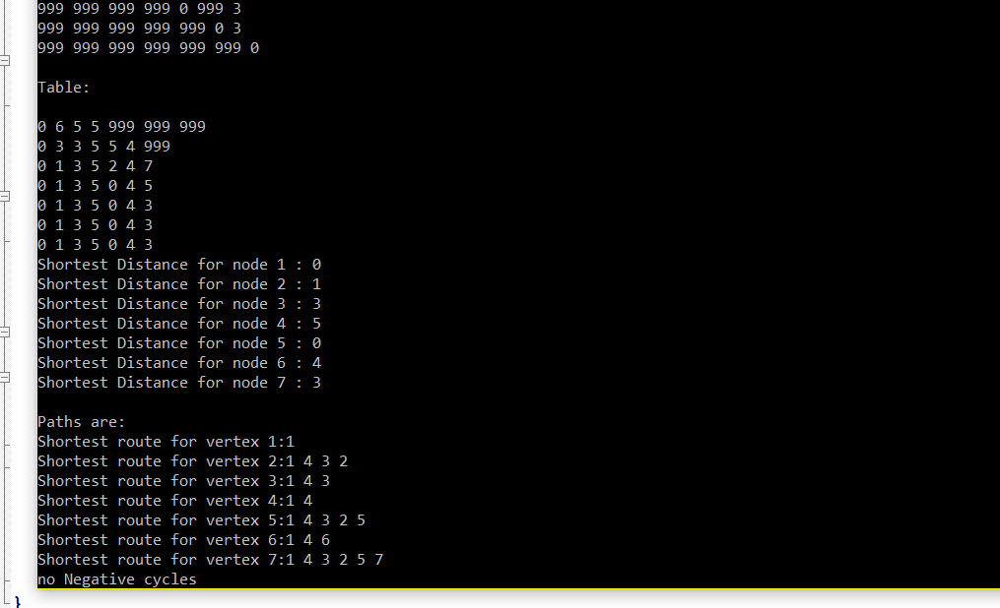 999 999 999 999 0 999 3
999 999 999 999 999 0 3
999 999 999 999 999 999 0
Table:
0 6 5 5 999 999 999
0 3 3 5 5 4 999
0 1 3 5 2 4 7
0 1 3 5 0 4 5
0 1 3 5 0 4 3
0 1 3 5 0 4 3
0 1 3 5 0 4 3
Shortest Distance for node 1 : 0
Shortest Distance for node 2 : 1
Shortest Distance for node 3 : 3
Shortest Distance for node 4 : 5
Shortest Distance for node 5 : 0
Shortest Distance for node 6 : 4
Shortest Distance for node 7 : 3
Paths are:
Shortest route for vertex 1:1
Shortest route for vertex 2:1 4 3 2
Shortest route for vertex 3:1 4 3
Shortest route for vertex 4:1 4
Shortest route for vertex 5:1 4 3 2 5
Shortest route for vertex 6:1 4 6
Shortest route for vertex 7:1 4 3 2 5 7
no Negative cycles
}